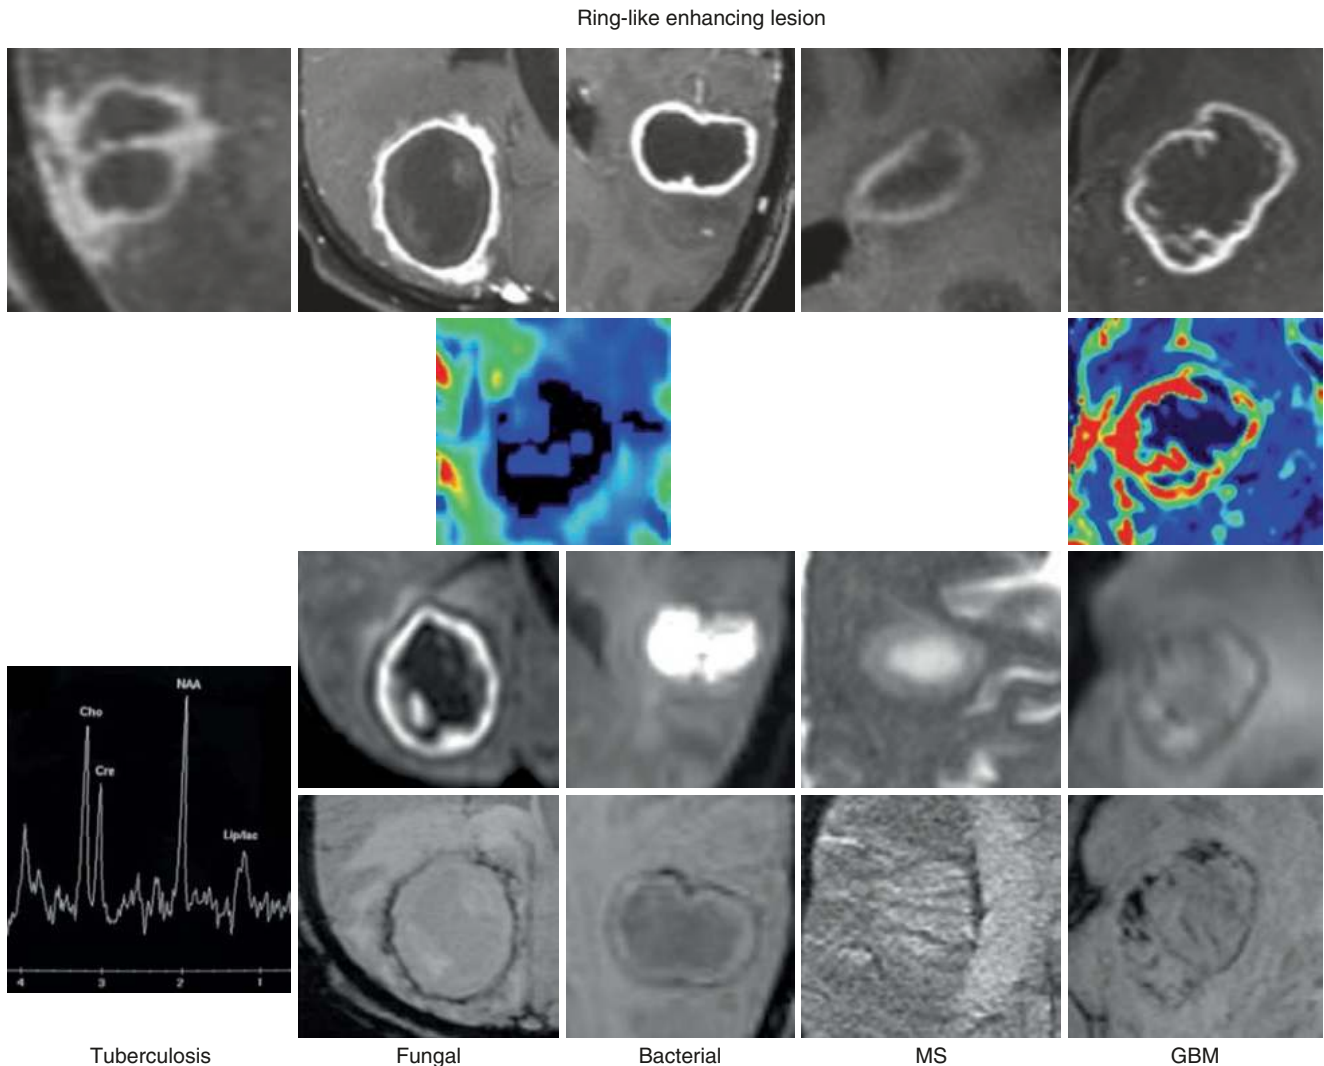 Ring-like enhancing lesion
NAA
Cho
Cre
Lip/lac
4 3 2 1
Tuberculosis Fungal Bacterial MS GBM